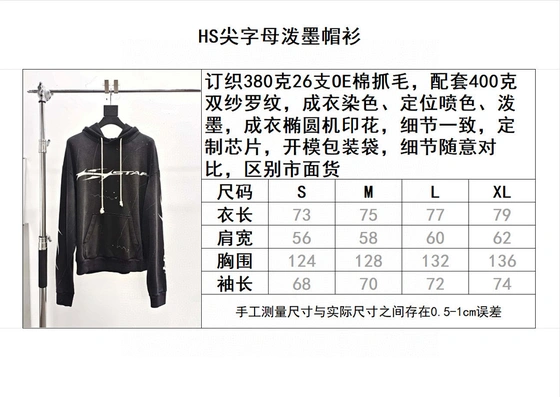 HS尖字母泼墨帽衫
订织380克26支OE棉抓毛，配套400克
双纱罗纹，成衣染色、定位喷色、泼
墨，成衣椭圆机印花，细节一致，定
制芯片，开模包装袋，细节随意对
比，区别市面货
尺码 S M L XL
衣长 73 75 77 79
肩宽 56 58 60 62
胸围 124 128 132 136
袖长 68 70 72 74
手工测量尺寸与实际尺寸之间存在0.5-1cm误差